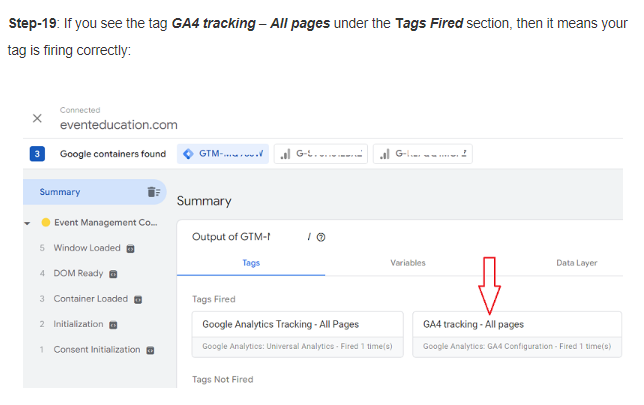 Step-19: If you see the tag GA4 tracking – All pages under the Tags Fired section, then it means your
tag is firing correctly:
Connected
eventeducation.com
3 Google containers found GTM- G- G-
Summary
Summary
Event Management Co...
Output of GTM-
5 Window Loaded
Tags Variables Data Layer
4 DOM Ready
3 Container Loaded
Tags Fired
2 Initialization
Google Analytics Tracking - All Pages GA4 tracking - All pages
1 Consent Initialization
Google Analytics: Universal Analytics - Fired 1 time(s) Google Analytics: GA4 Configuration - Fired 1 time(s)
Tags Not Fired